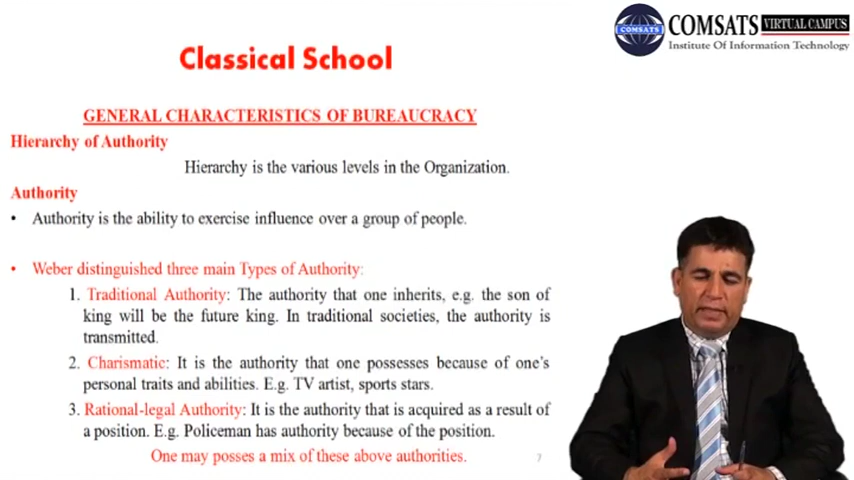 COMSATS
COMSATS VIRTUAL CAMPUS
Institute Of Information Technology
Classical School
GENERAL CHARACTERISTICS OF BUREAUCRACY
Hierarchy of Authority
Hierarchy is the various levels in the Organization.
Authority
• Authority is the ability to exercise influence over a group of people.
• Weber distinguished three main Types of Authority:
1. Traditional Authority: The authority that one inherits, e.g. the son of
king will be the future king. In traditional societies, the authority is
transmitted.
2. Charismatic: It is the authority that one possesses because of one's
personal traits and abilities. E.g. TV artist, sports stars.
3. Rational-legal Authority: It is the authority that is acquired as a result of
a position. E.g. Policeman has authority because of the position.
One may posses a mix of these above authorities.
7